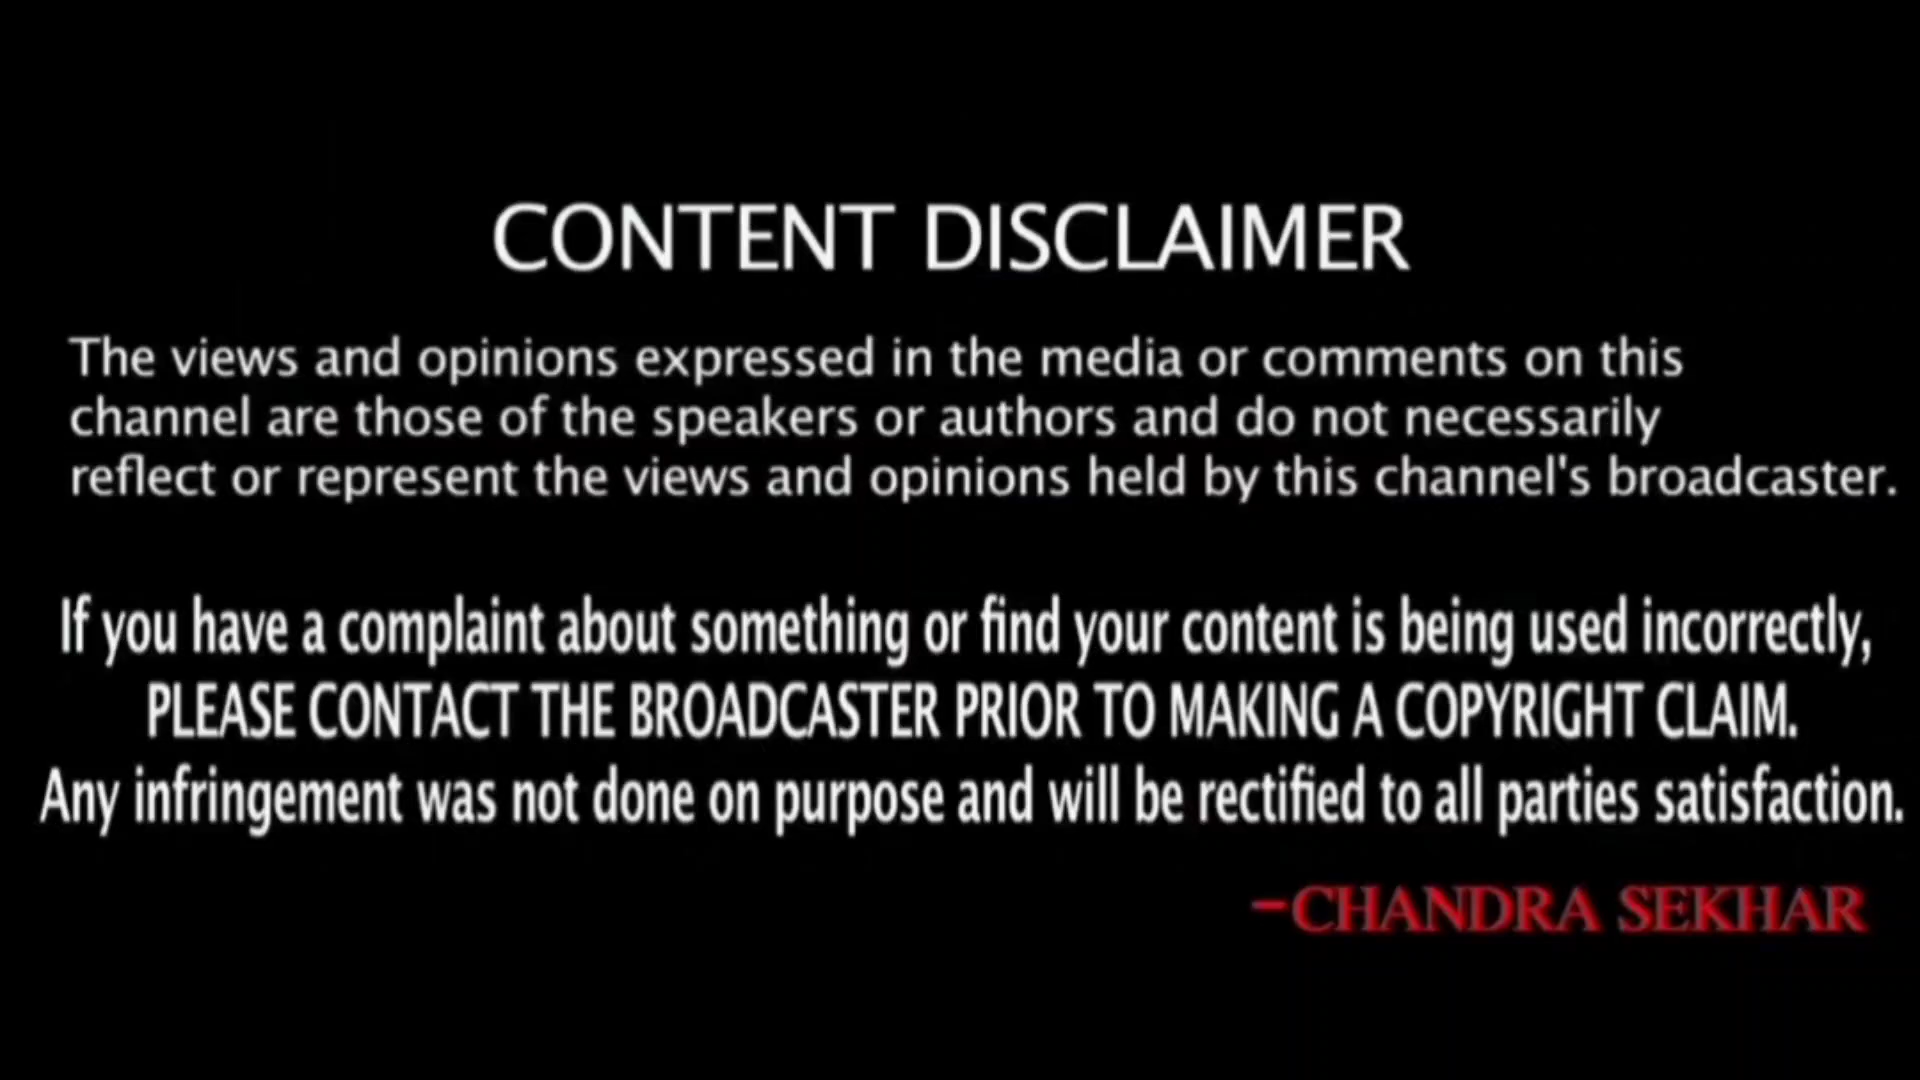 CONTENT DISCLAIMER
The views and opinions expressed in the media or comments on this
channel are those of the speakers or authors and do not necessarily
reflect or represent the views and opinions held by this channel's broadcaster.
If you have a complaint about something or find your content is being used incorrectly,
PLEASE CONTACT THE BROADCASTER PRIOR TO MAKING A COPYRIGHT CLAIM.
Any infringement was not done on purpose and will be rectified to all parties satisfaction.
-CHANDRA SEKHAR